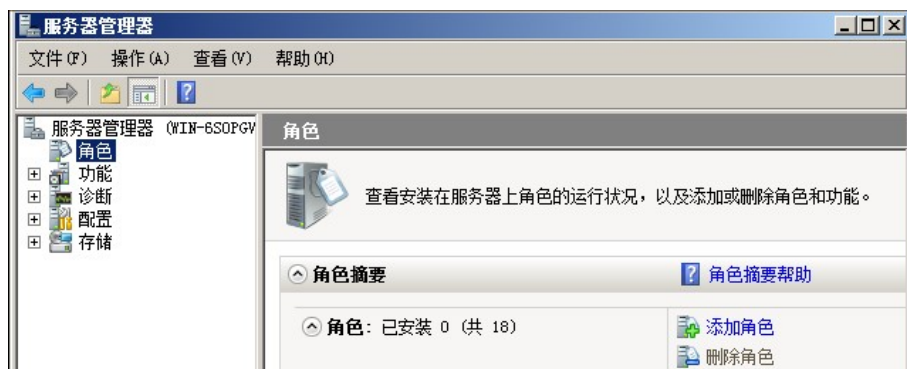 服务器管理器
文件(F) 操作(A) 查看(V) 帮助(H)
服务器管理器 (WIN-6SOPGV
角色
功能
诊断
配置
存储
角色
查看安装在服务器上角色的运行状况，以及添加或删除角色和功能。
角色摘要
角色摘要帮助
角色：已安装 0 (共 18)
添加角色
删除角色